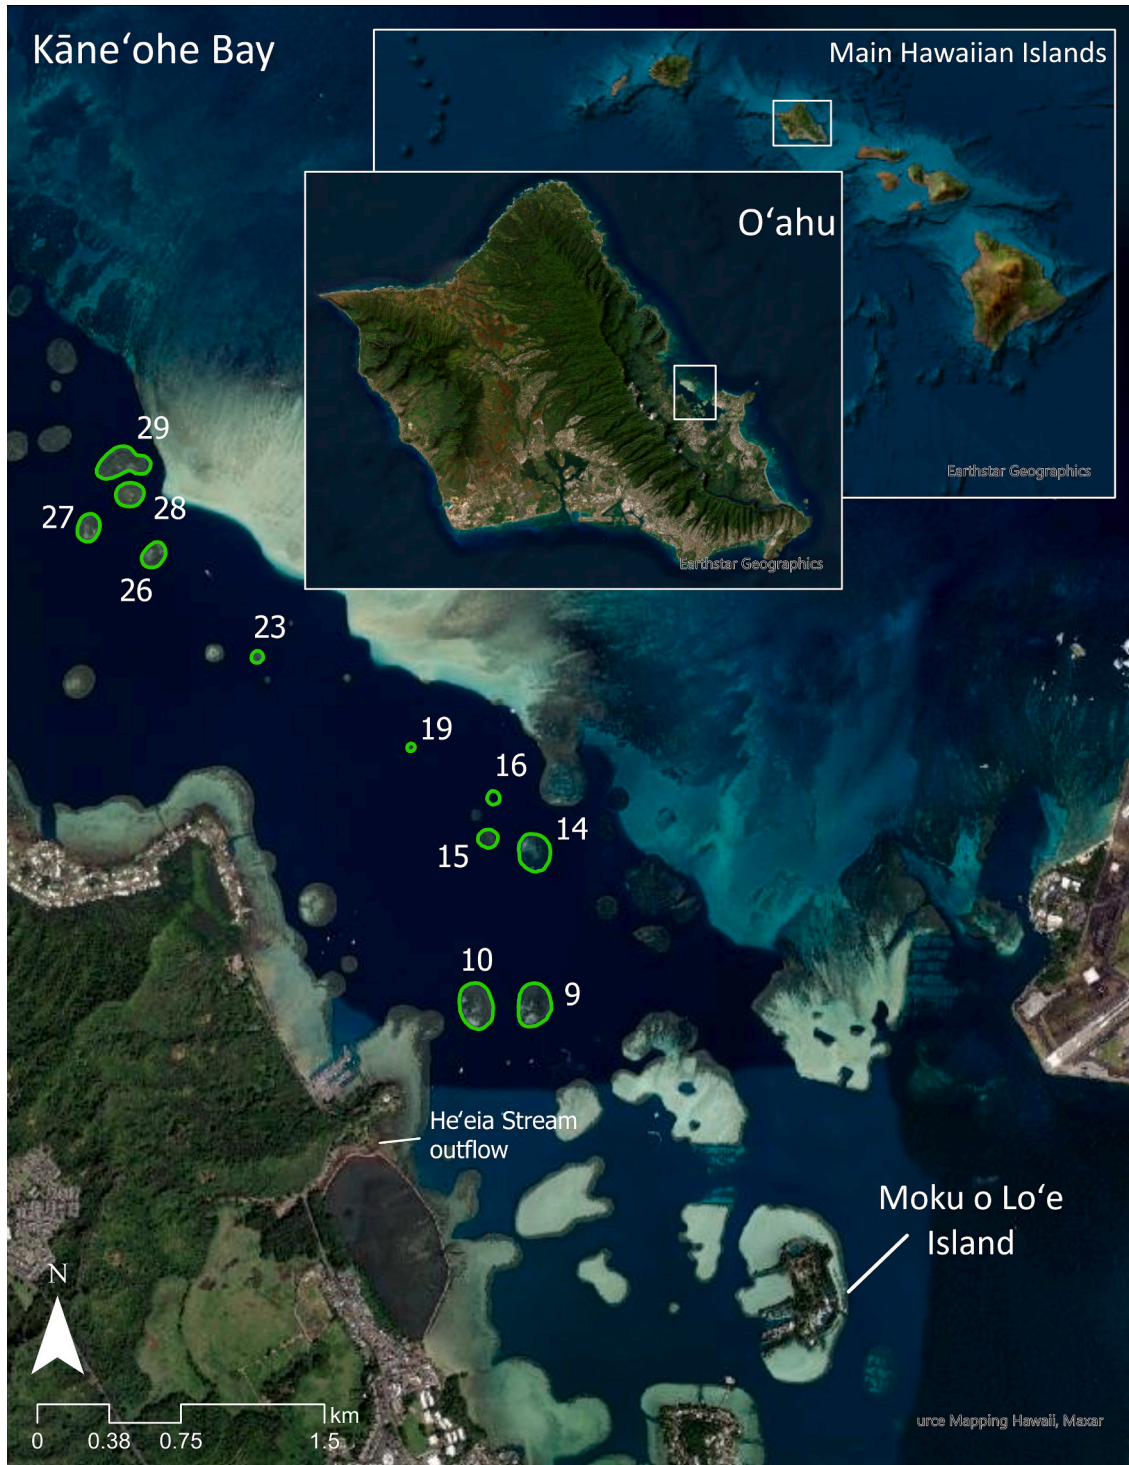 Kāneʻohe Bay
Main Hawaiian Islands
Oʻahu
Earthstar Geographics
Earthstar Geographics
29
28
27
26
23
19
16
14
15
10
9
Heʻeia Stream
outflow
Moku o Loʻe
Island
N
km
0 0.38 0.75 1.5
urce Mapping Hawaii, Maxar